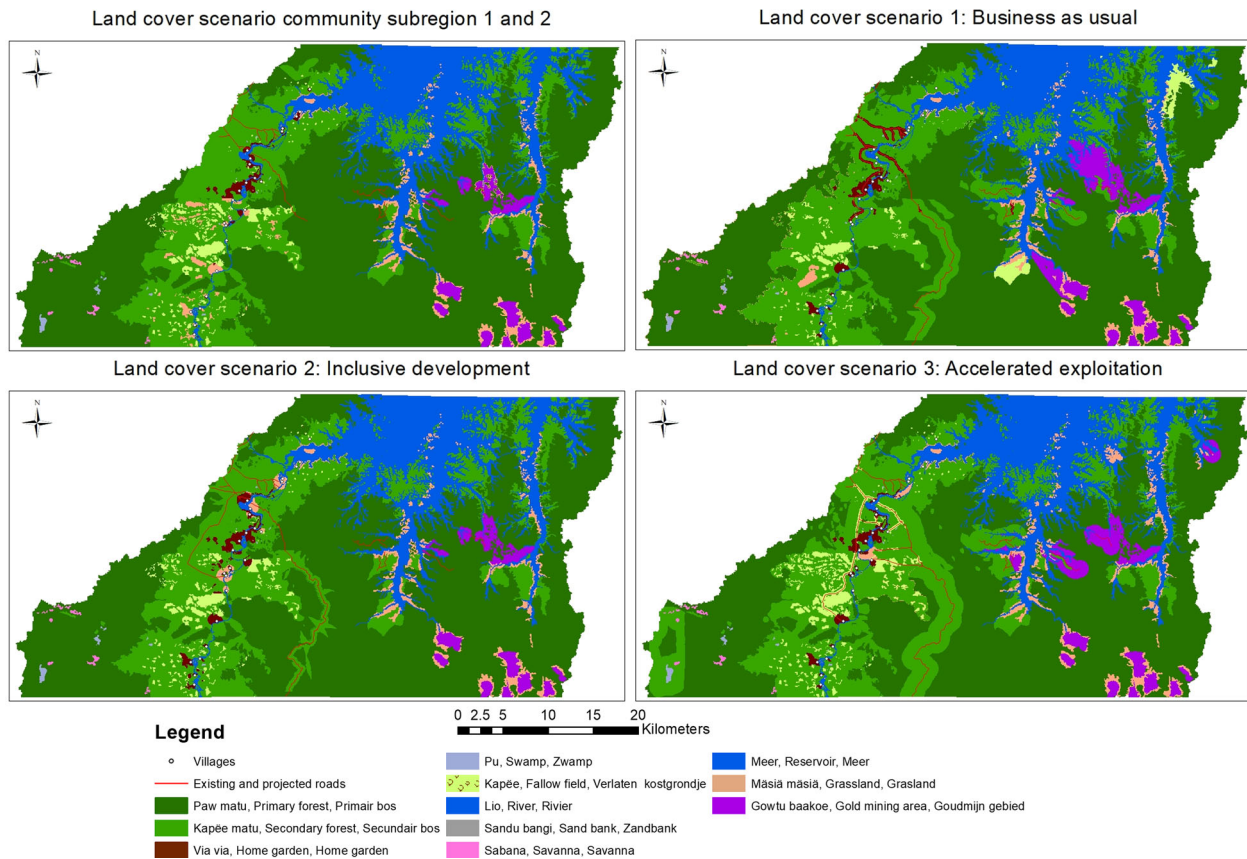 Land cover scenario community subregion 1 and 2
Land cover scenario 1: Business as usual
N
N
Land cover scenario 2: Inclusive development
Land cover scenario 3: Accelerated exploitation
N
N
Legend
0 2.5 5 10 15 20
Kilometers
Villages
Existing and projected roads
Paw matu, Primary forest, Primair bos
Kapëe matu, Secondary forest, Secundair bos
Via via, Home garden, Home garden
Pu, Swamp, Zwamp
Kapëe, Fallow field, Verlaten kostgrondje
Lio, River, Rivier
Sandu bangi, Sand bank, Zandbank
Sabana, Savanna, Savanna
Meer, Reservoir, Meer
Mäsiä mäsiä, Grassland, Grasland
Gowtu baakoe, Gold mining area, Goudmijn gebied